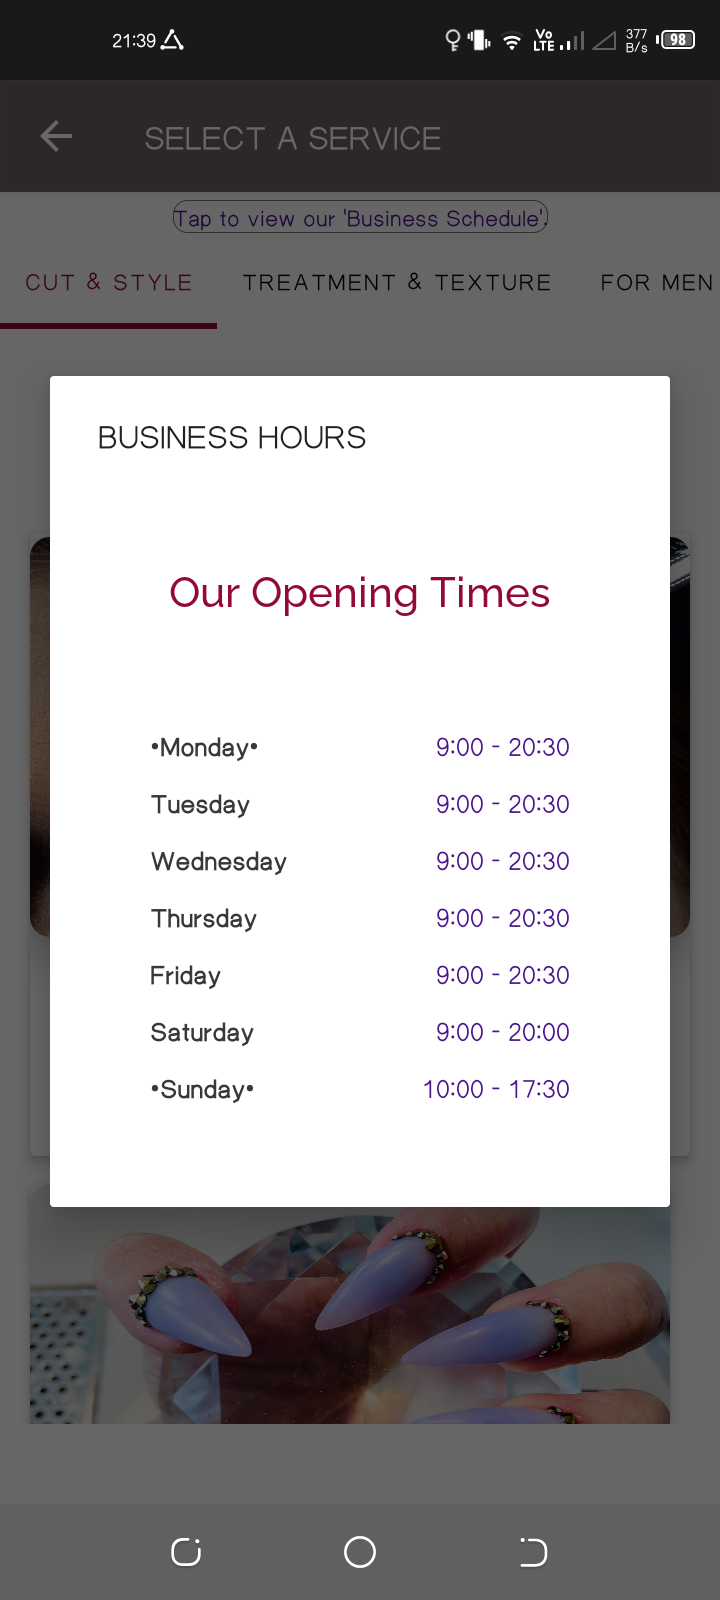 21:39 Vo LTE 377 B/s 98
SELECT A SERVICE
Tap to view our 'Business Schedule'.
CUT & STYLE TREATMENT & TEXTURE FOR MEN
BUSINESS HOURS
Our Opening Times
•Monday• 9:00 - 20:30
Tuesday 9:00 - 20:30
Wednesday 9:00 - 20:30
Thursday 9:00 - 20:30
Friday 9:00 - 20:30
Saturday 9:00 - 20:00
•Sunday• 10:00 - 17:30